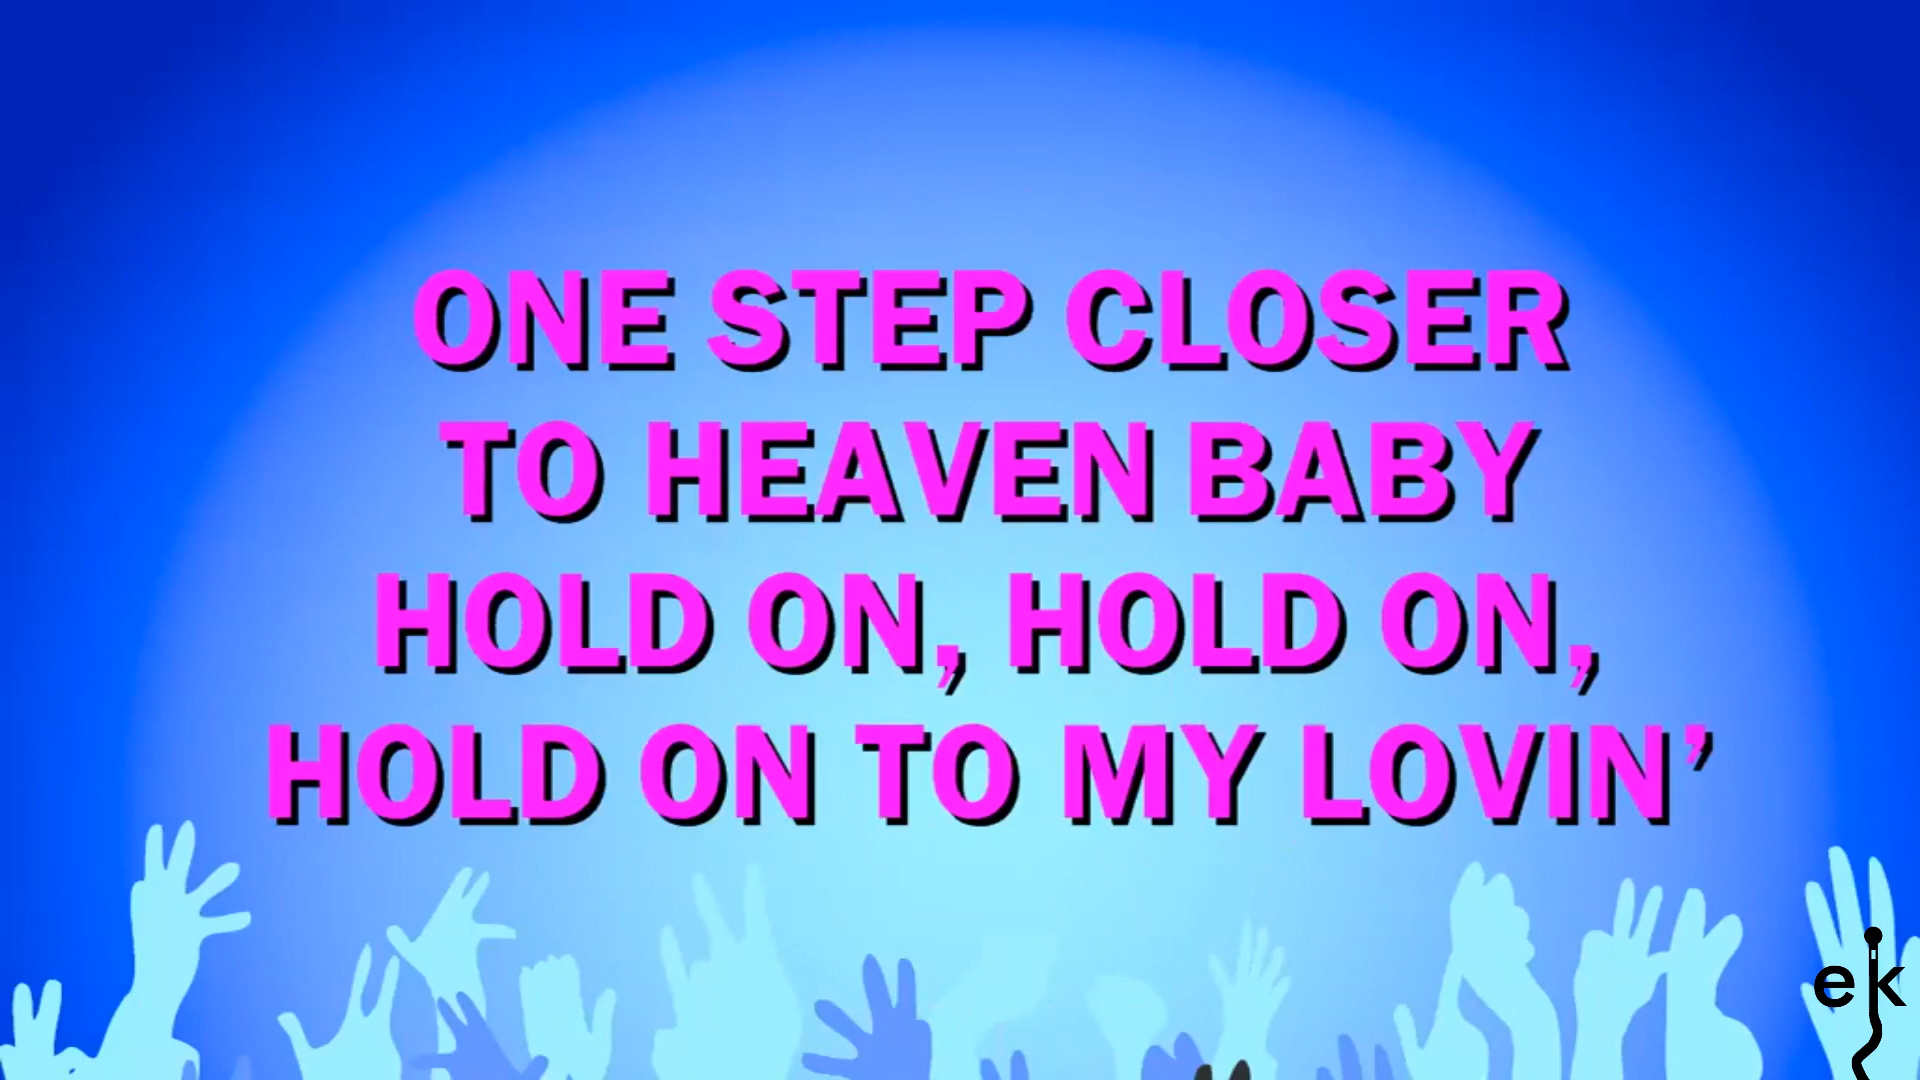 ONE STEP CLOSER
TO HEAVEN BABY
HOLD ON, HOLD ON,
HOLD ON TO MY LOVIN’
ek